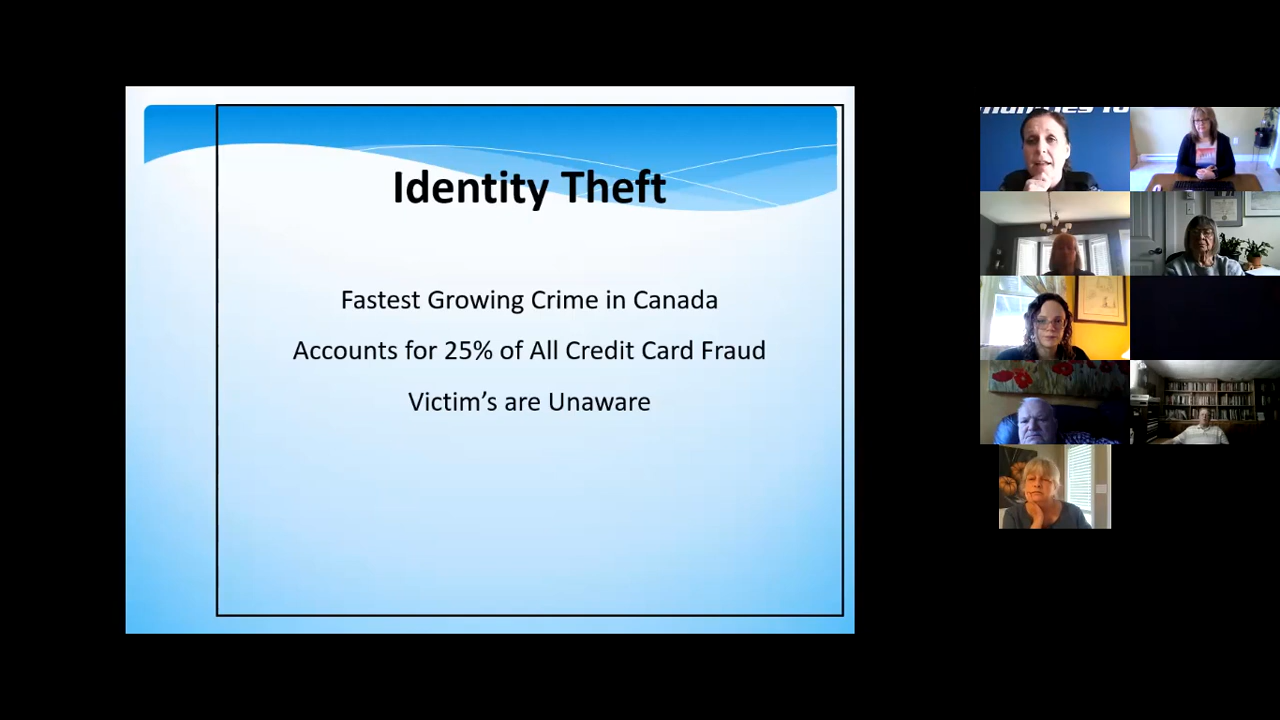 Identity Theft
Fastest Growing Crime in Canada
Accounts for 25% of All Credit Card Fraud
Victim's are Unaware